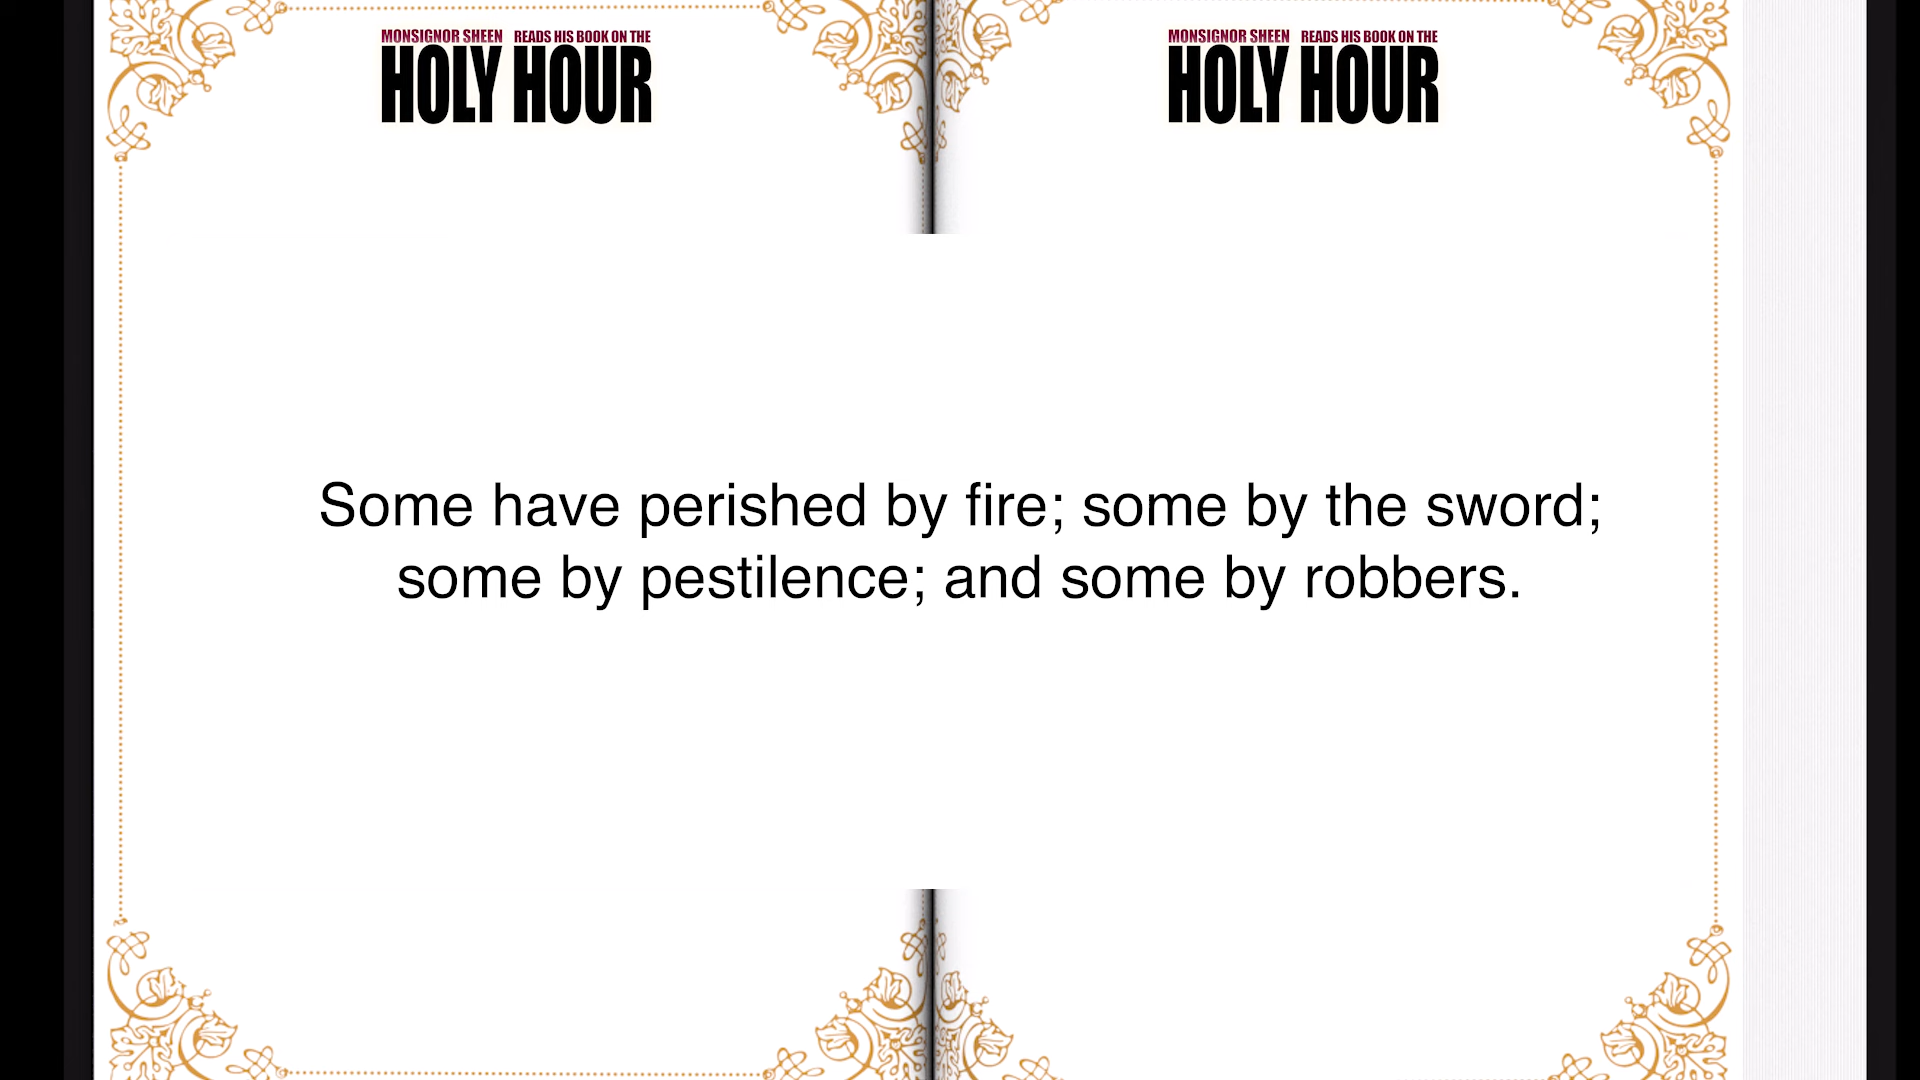 MONSIGNOR SHEEN READS HIS BOOK ON THE
HOLY HOUR
MONSIGNOR SHEEN READS HIS BOOK ON THE
HOLY HOUR
Some have perished by fire; some by the sword;
some by pestilence; and some by robbers.